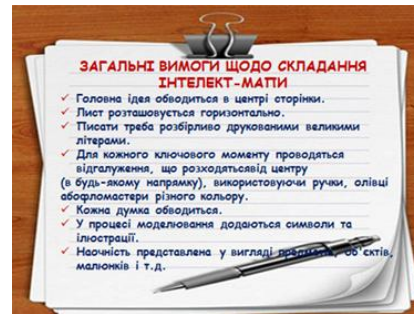 ЗАГАЛЬНІ ВИМОГИ ЩОДО СКЛАДАННЯ
ІНТЕЛЕКТ-МАПИ
Головна ідея обводиться в центрі сторінки.
Лист розташовується горизонтально.
Писати треба розбірливо друкованими великими
літерами.
Для кожного ключового моменту проводяться
відгалуження, що розходятьсявід центру
(в будь-якому напрямку), використовуючи ручки, олівці
абофломастери різного кольору.
Кожна думка обводиться.
У процесі моделювання додаються символи та
ілюстрації.
Наочність представлена у вигляді предметів, об'єктів,
малюнків і т.д.